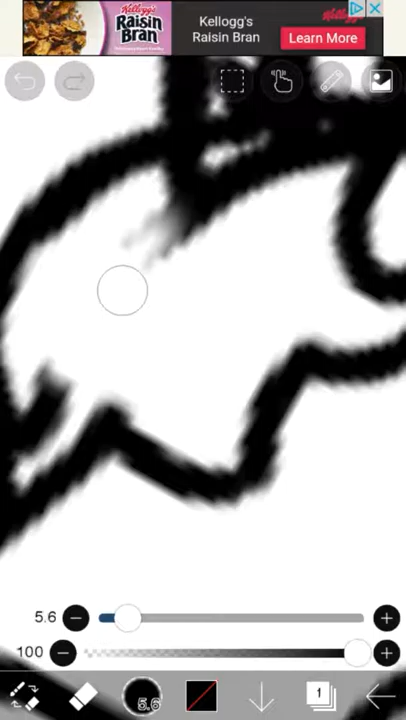 Kellogg's
Raisin
Bran
Kellogg's
Raisin Bran
Learn More
5.6
100
5.6
1